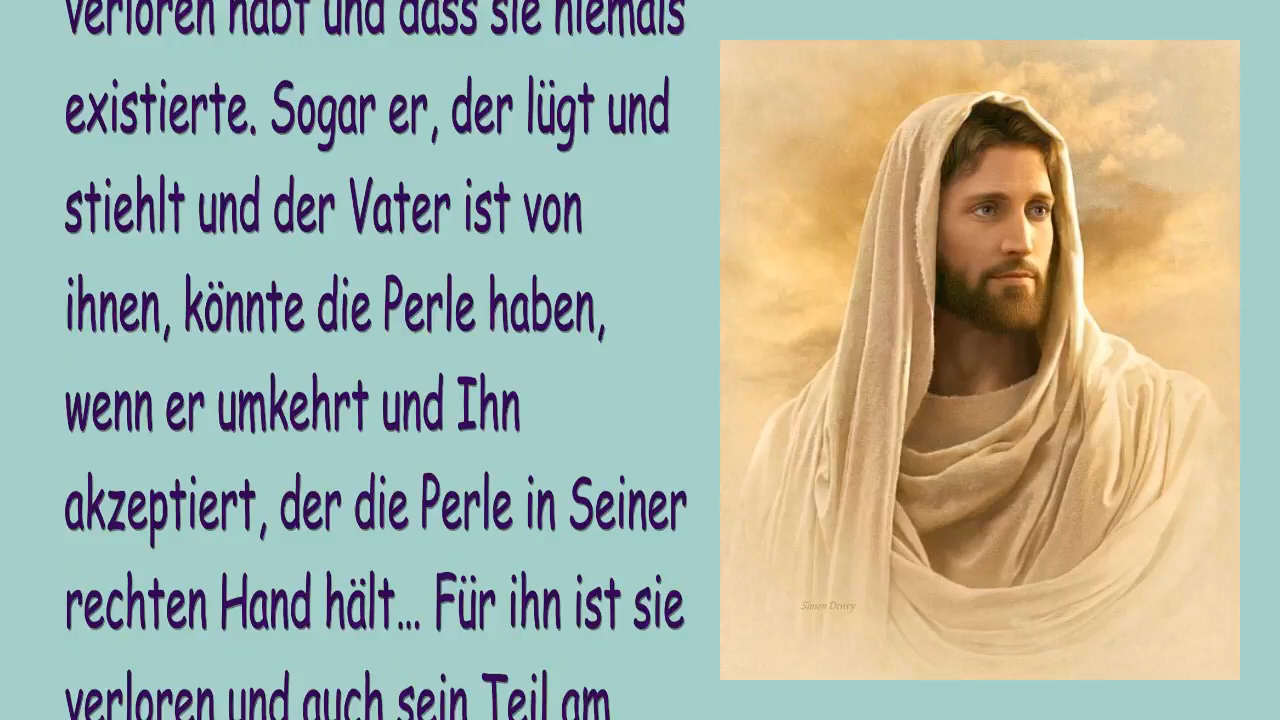 verloren habt und dass sie niemals
existierte. Sogar er, der lügt und
stiehlt und der Vater ist von
ihnen, könnte die Perle haben,
wenn er umkehrt und Ihn
akzeptiert, der die Perle in Seiner
rechten Hand hält... Für ihn ist sie
verloren und auch sein Teil am
Simon Dewey